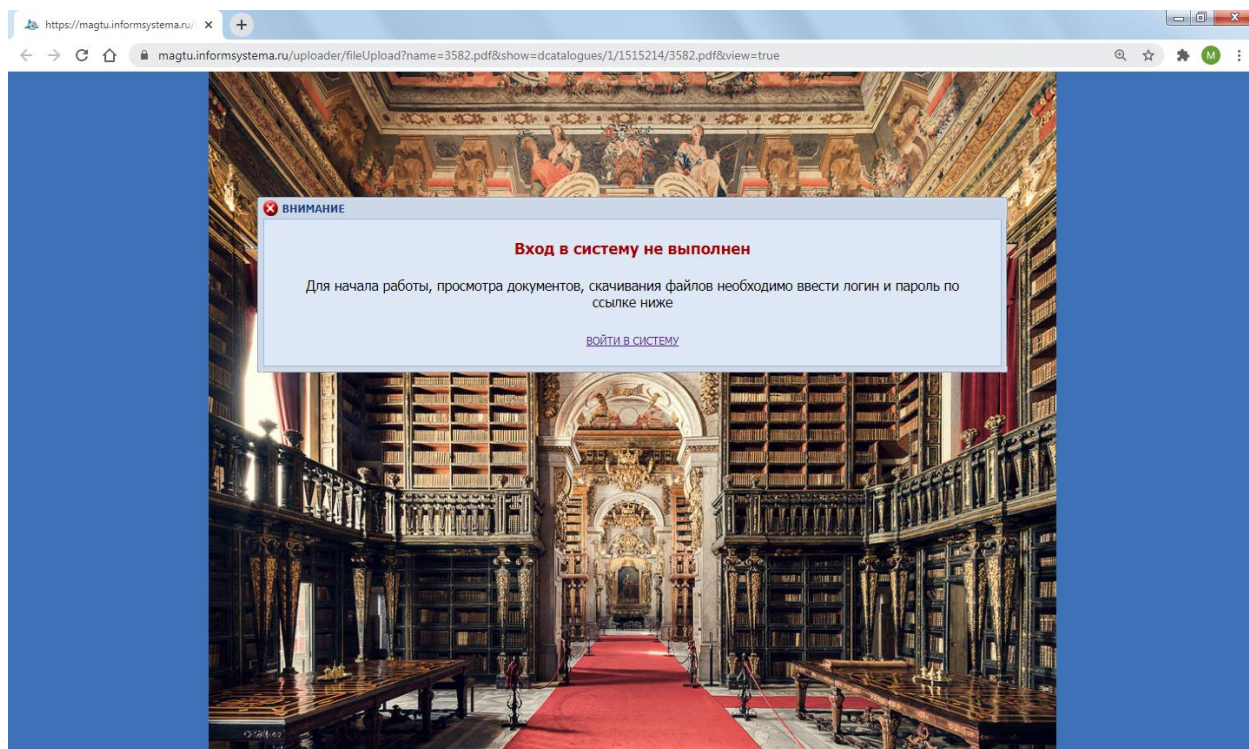 https://magtu.informsystema.ru/
magtu.informsystema.ru/uploader/fileUpload?name=3582.pdf&show=dcatalogues/1/1515214/3582.pdf&view=true
M
ВНИМАНИЕ
Вход в систему не выполнен
Для начала работы, просмотра документов, скачивания файлов необходимо ввести логин и пароль по
ссылке ниже
ВОЙТИ В СИСТЕМУ